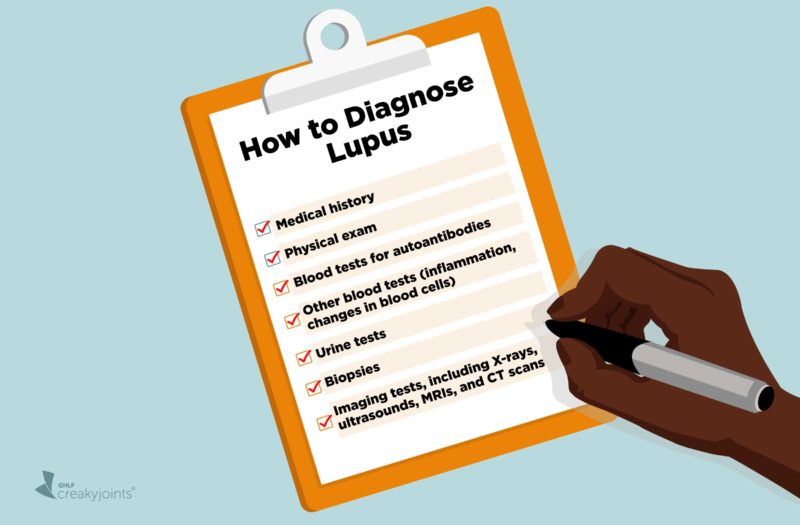 How to Diagnose
Lupus
Medical history
Physical exam
Blood tests for autoantibodies
Other blood tests (inflammation,
changes in blood cells)
Urine tests
Biopsies
Imaging tests, including X-rays,
ultrasounds, MRIs, and CT scans
GHLF
creakyjoints®